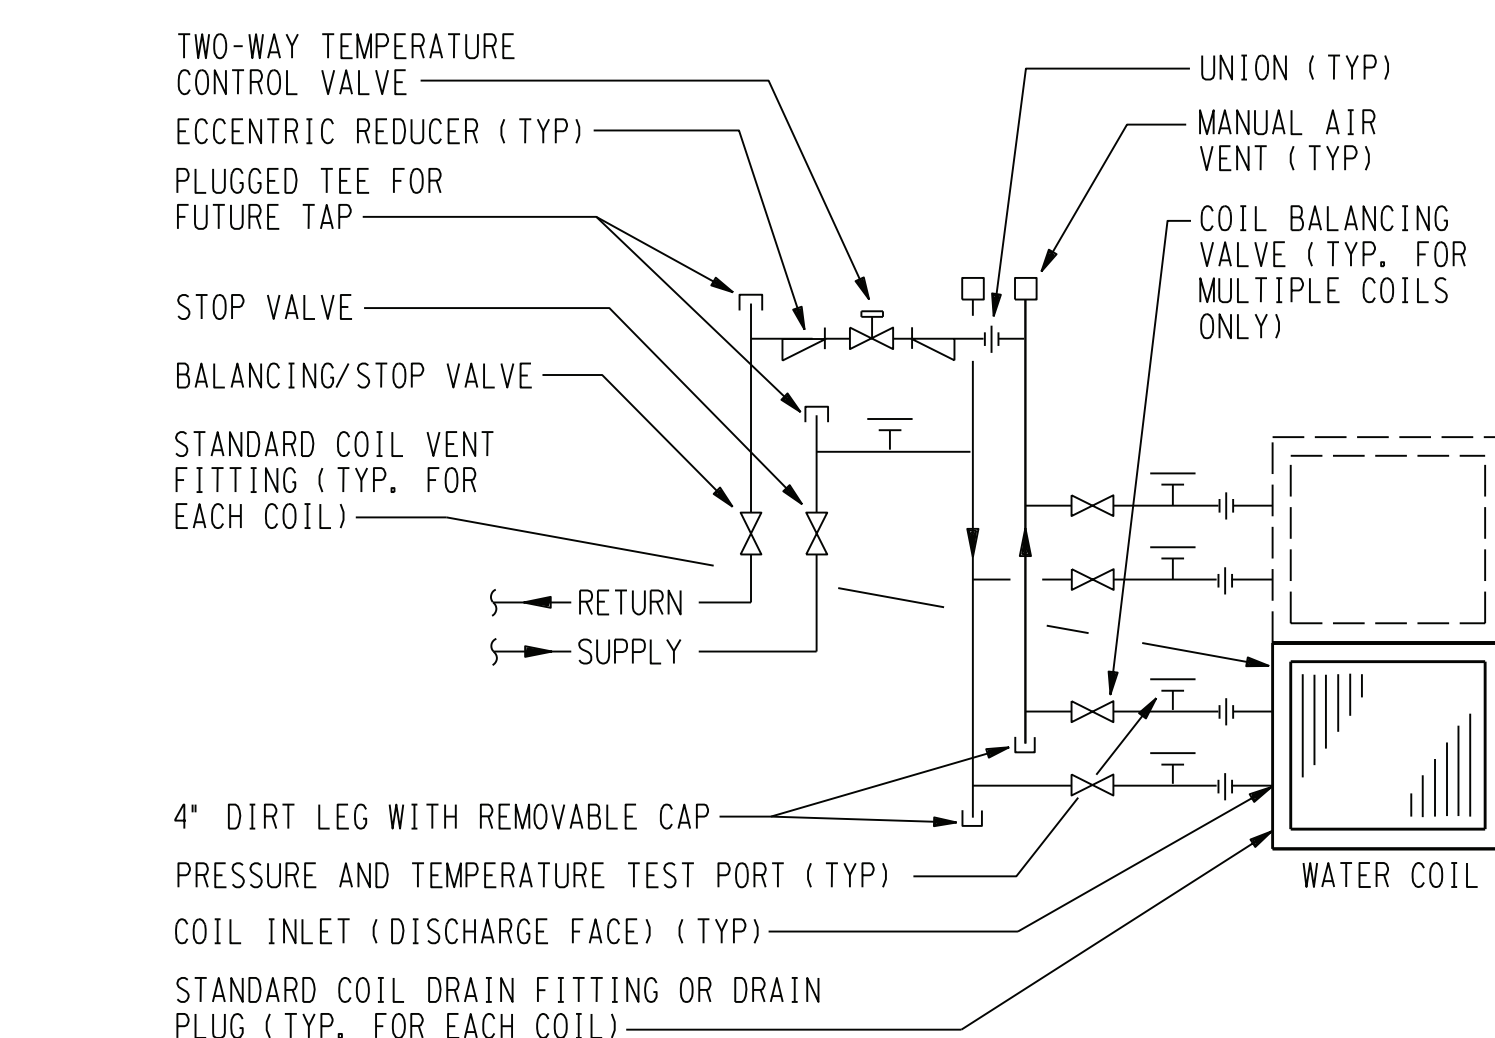 TWO-WAY TEMPERATURE
CONTROL VALVE
ECCENTRIC REDUCER (TYP)
PLUGGED TEE FOR
FUTURE TAP
STOP VALVE
BALANCING/STOP VALVE
STANDARD COIL VENT
FITTING (TYP. FOR
EACH COIL)
RETURN
SUPPLY
UNION (TYP)
MANUAL AIR
VENT (TYP)
COIL BALANCING
VALVE (TYP. FOR
MULTIPLE COILS
ONLY)
4" DIRT LEG WITH REMOVABLE CAP
PRESSURE AND TEMPERATURE TEST PORT (TYP)
COIL INLET (DISCHARGE FACE) (TYP)
STANDARD COIL DRAIN FITTING OR DRAIN
PLUG (TYP. FOR EACH COIL)
WATER COIL